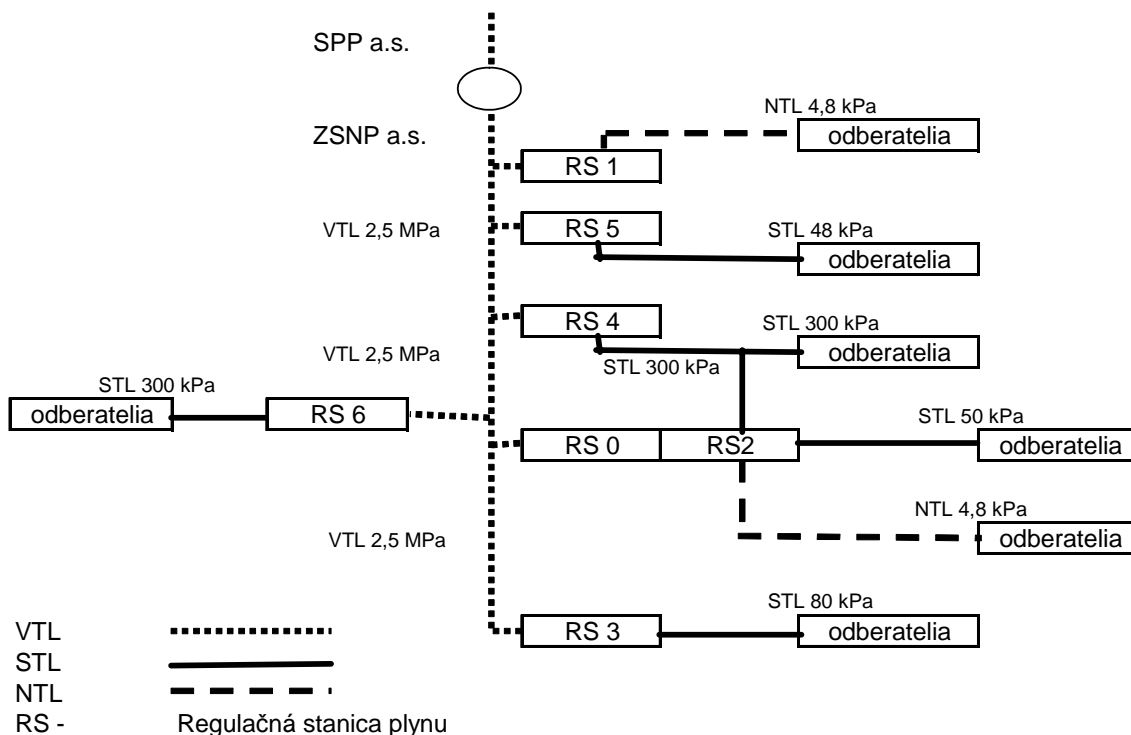 SPP a.s.
NTL 4,8 kPa
ZSNP a.s.
odberatelia
RS 1
VTL 2,5 MPa
RS 5
STL 48 kPa
odberatelia
RS 4
STL 300 kPa
VTL 2,5 MPa
STL 300 kPa
odberatelia
STL 300 kPa
odberatelia
RS 6
STL 50 kPa
RS 0
RS2
odberatelia
NTL 4,8 kPa
VTL 2,5 MPa
odberatelia
STL 80 kPa
VTL
RS 3
odberatelia
STL
NTL
RS - Regulačná stanica plynu